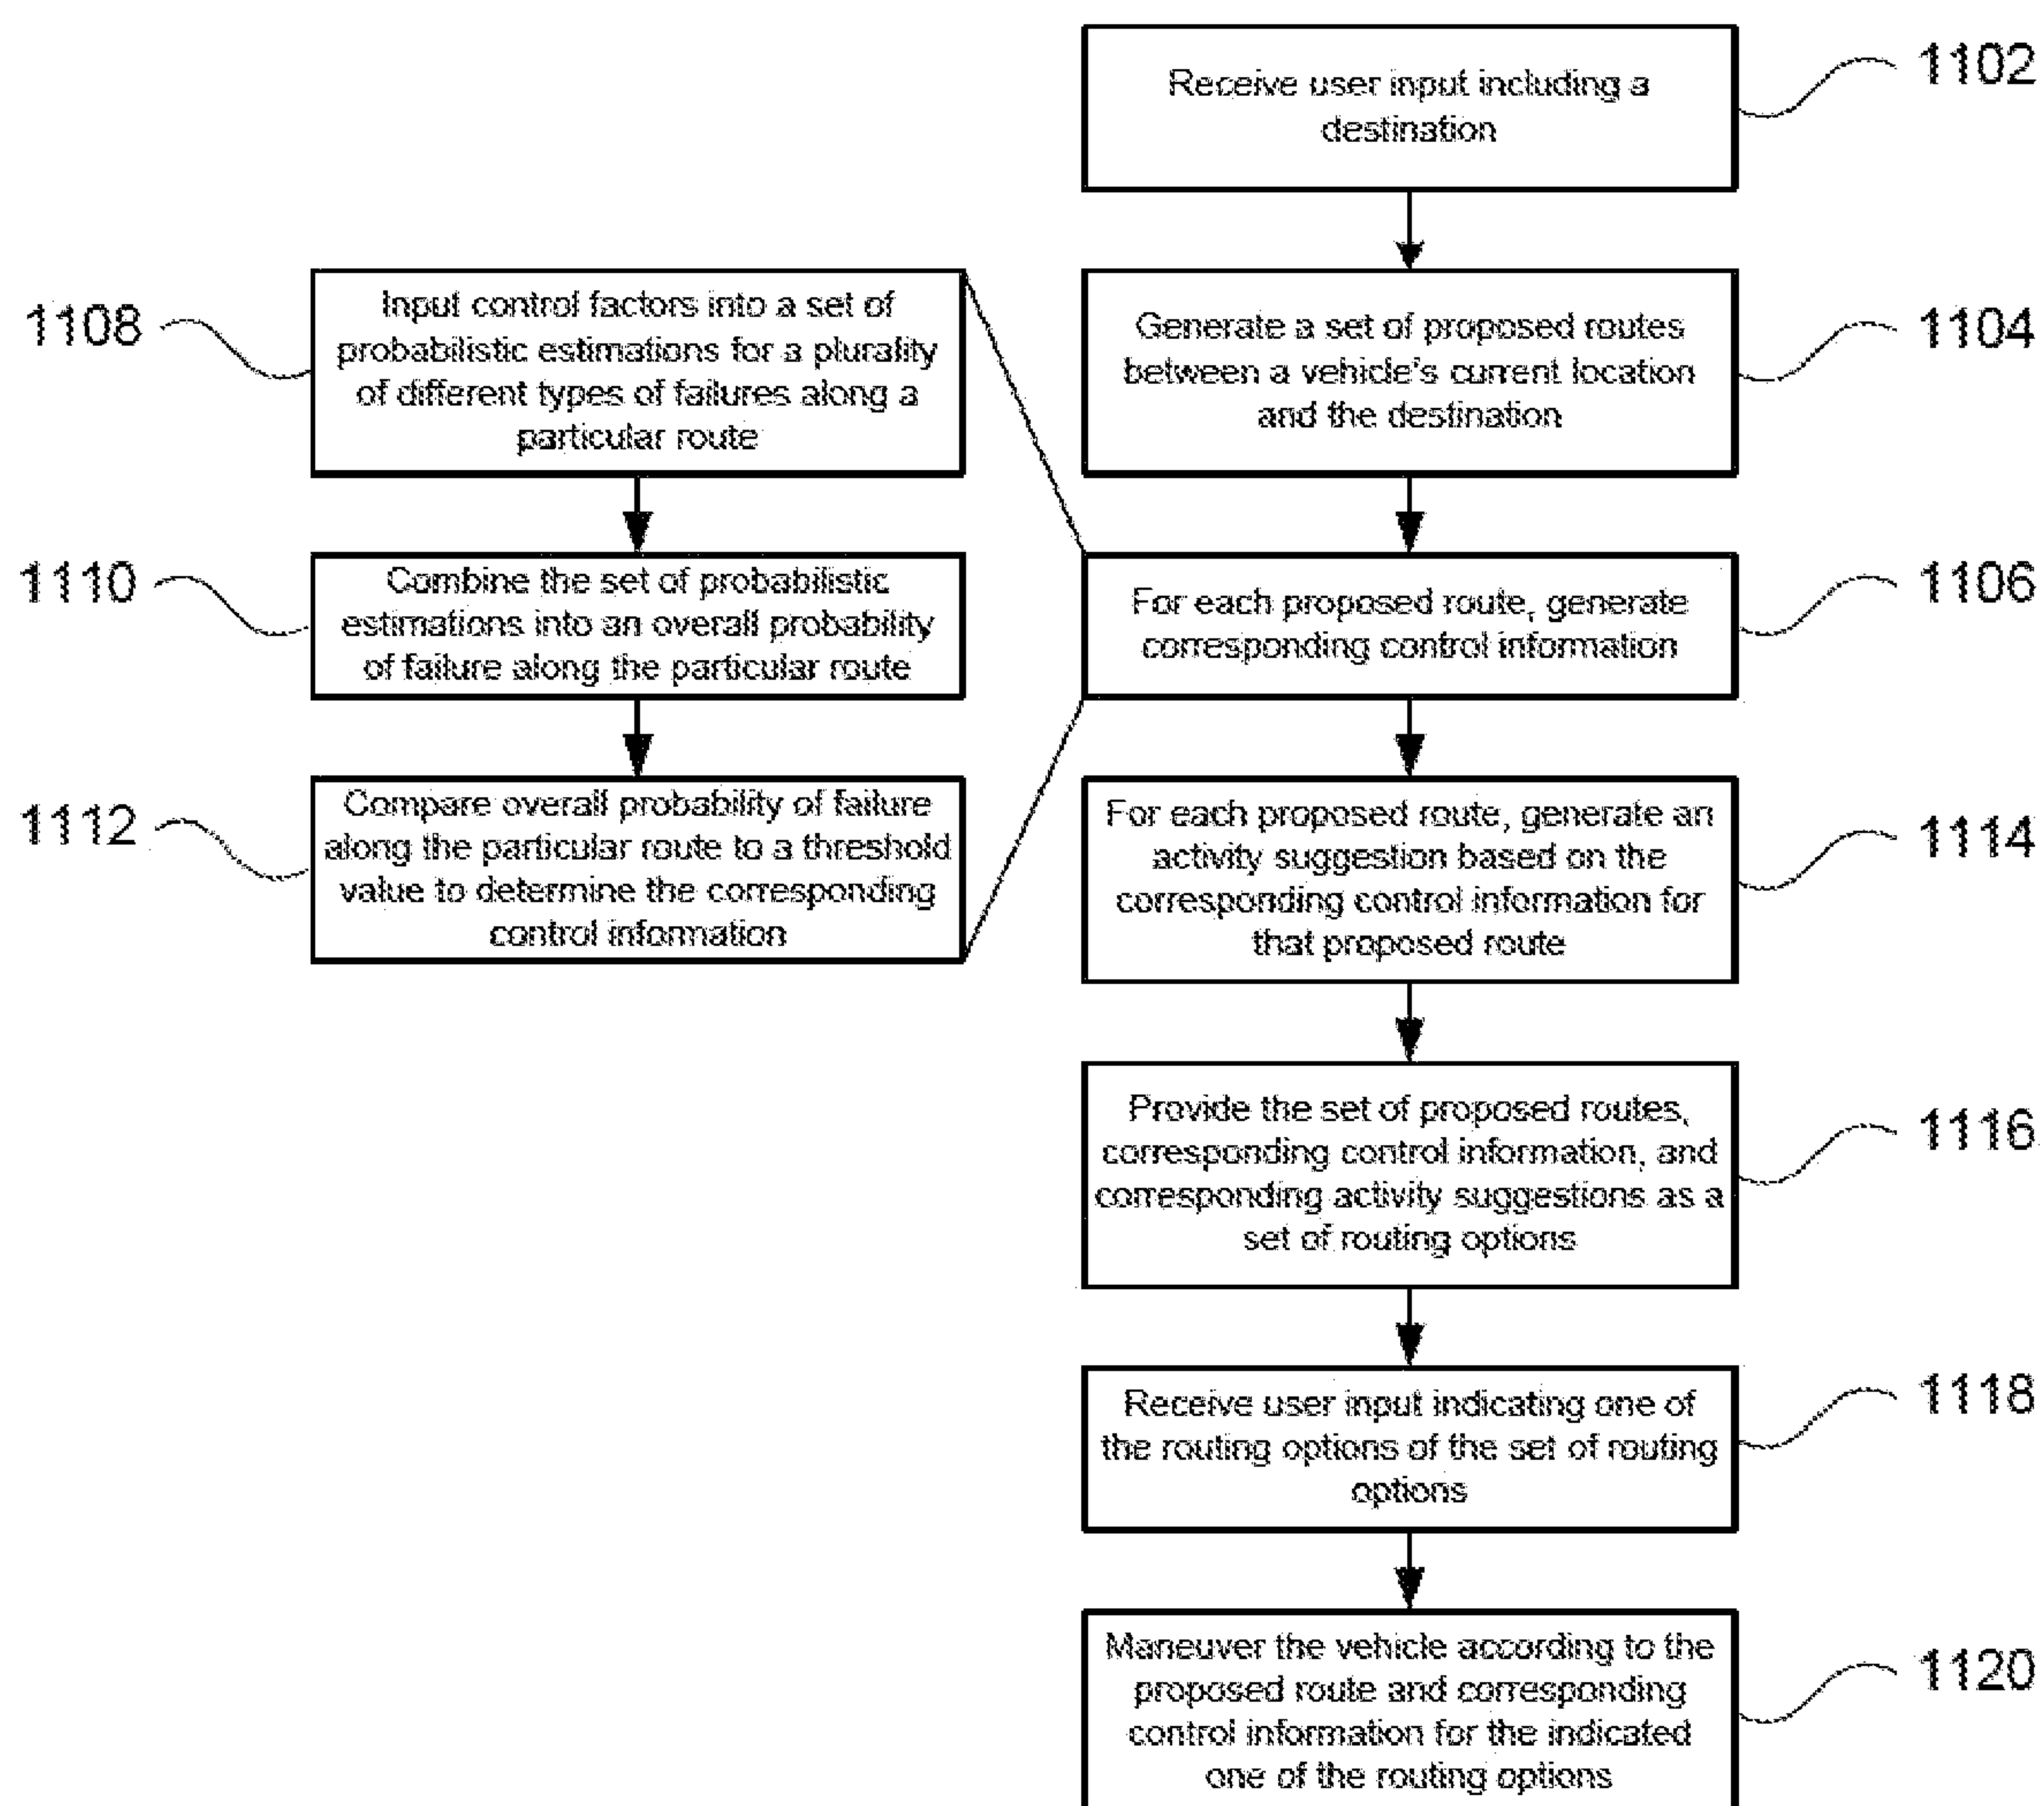 Receive user input including a
destination
1102
Generate a set of proposed routes
between a vehicle's current location
and the destination
1104
1108
Input control factors into a set of
probabilistic estimations for a plurality
of different types of failures along a
particular route
1110
Combine the set of probabilistic
estimations into an overall probability
of failure along the particular route
1112
Compare overall probability of failure
along the particular route to a threshold
value to determine the corresponding
control information
For each proposed route, generate
corresponding control information
1106
For each proposed route, generate an
activity suggestion based on the
corresponding control information for
that proposed route
1114
Provide the set of proposed routes,
corresponding control information, and
corresponding activity suggestions as a
set of routing options
1116
Receive user input indicating one of
the routing options of the set of routing
options
1118
Maneuver the vehicle according to the
proposed route and corresponding
control information for the indicated
one of the routing options
1120